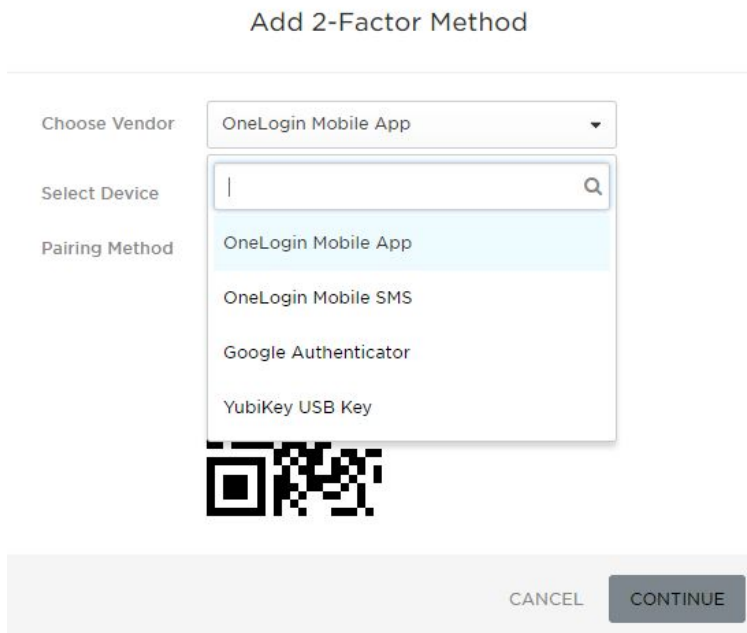 Add 2-Factor Method
Choose Vendor OneLogin Mobile App
Select Device
Pairing Method
OneLogin Mobile App
OneLogin Mobile SMS
Google Authenticator
YubiKey USB Key
CANCEL CONTINUE